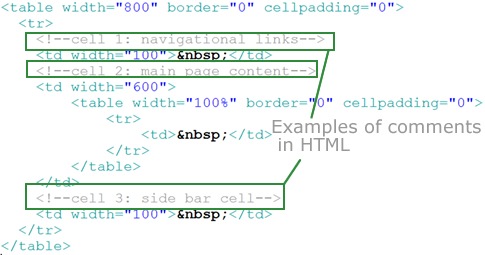 <table width="800" border="0" cellpadding="0">
<tr>
<!--cell 1: navigational links-->
<td width="100">&nbsp;</td>
<!--cell 2: main page content-->
<td width="600">
<table width="100%" border="0" cellpadding="0">
<tr>
<td>&nbsp;</td>
</tr>
</table>
</td>
<!--cell 3: side bar cell-->
<td width="100">&nbsp;</td>
</tr>
</table>
Examples of comments
in HTML